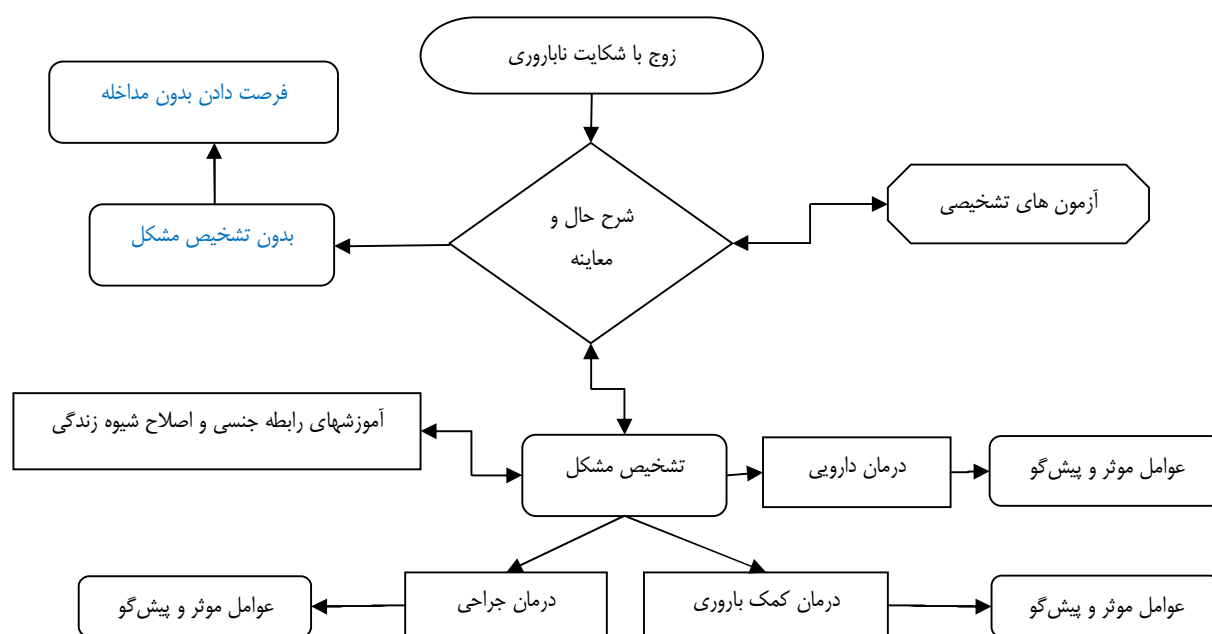 زوج با شکایت ناباروری
فرصت دادن بدون مداخله
آزمون های تشخیصی
شرح حال و
معاینه
بدون تشخیص مشکل
آموزشهای رابطه جنسی و اصلاح شیوه زندگی
تشخیص مشکل
درمان دارویی
عوامل موثر و پیش‌گو
درمان کمک باروری
عوامل موثر و پیش‌گو
درمان جراحی
عوامل موثر و پیش‌گو